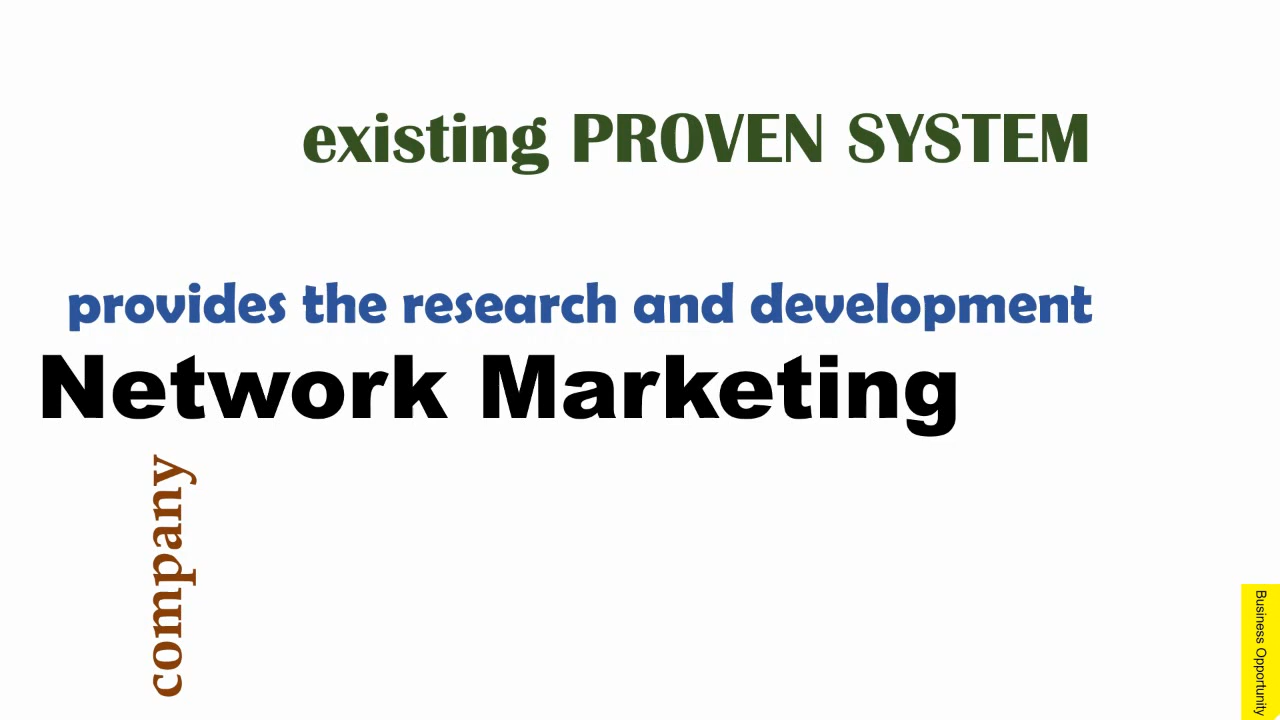 existing PROVEN SYSTEM
provides the research and development
Network Marketing
company
Business Opportunity